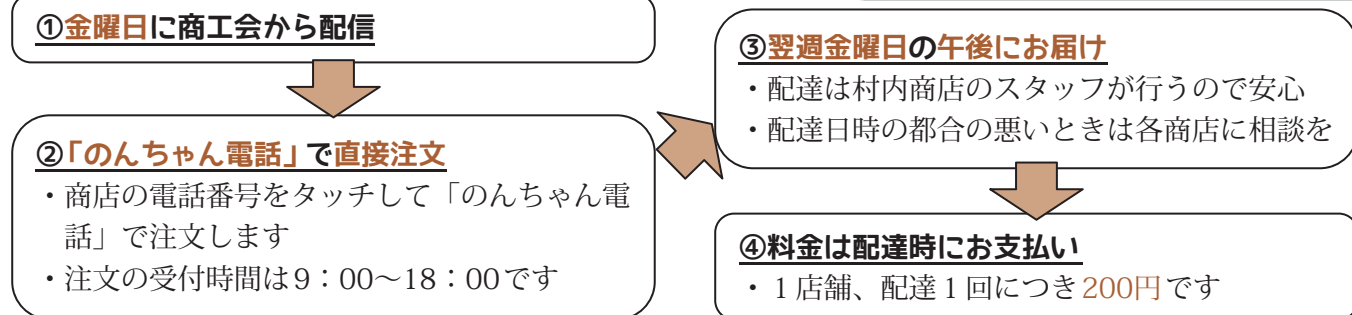 ①金曜日に商工会から配信
②「のんちゃん電話」で直接注文
・商店の電話番号をタッチして「のんちゃん電
話」で注文します
・注文の受付時間は9：00～18：00です
③翌週金曜日の午後にお届け
・配達は村内商店のスタッフが行うので安心
・配達日時の都合の悪いときは各商店に相談を
④料金は配達時にお支払い
・１店舗、配達１回につき200円です